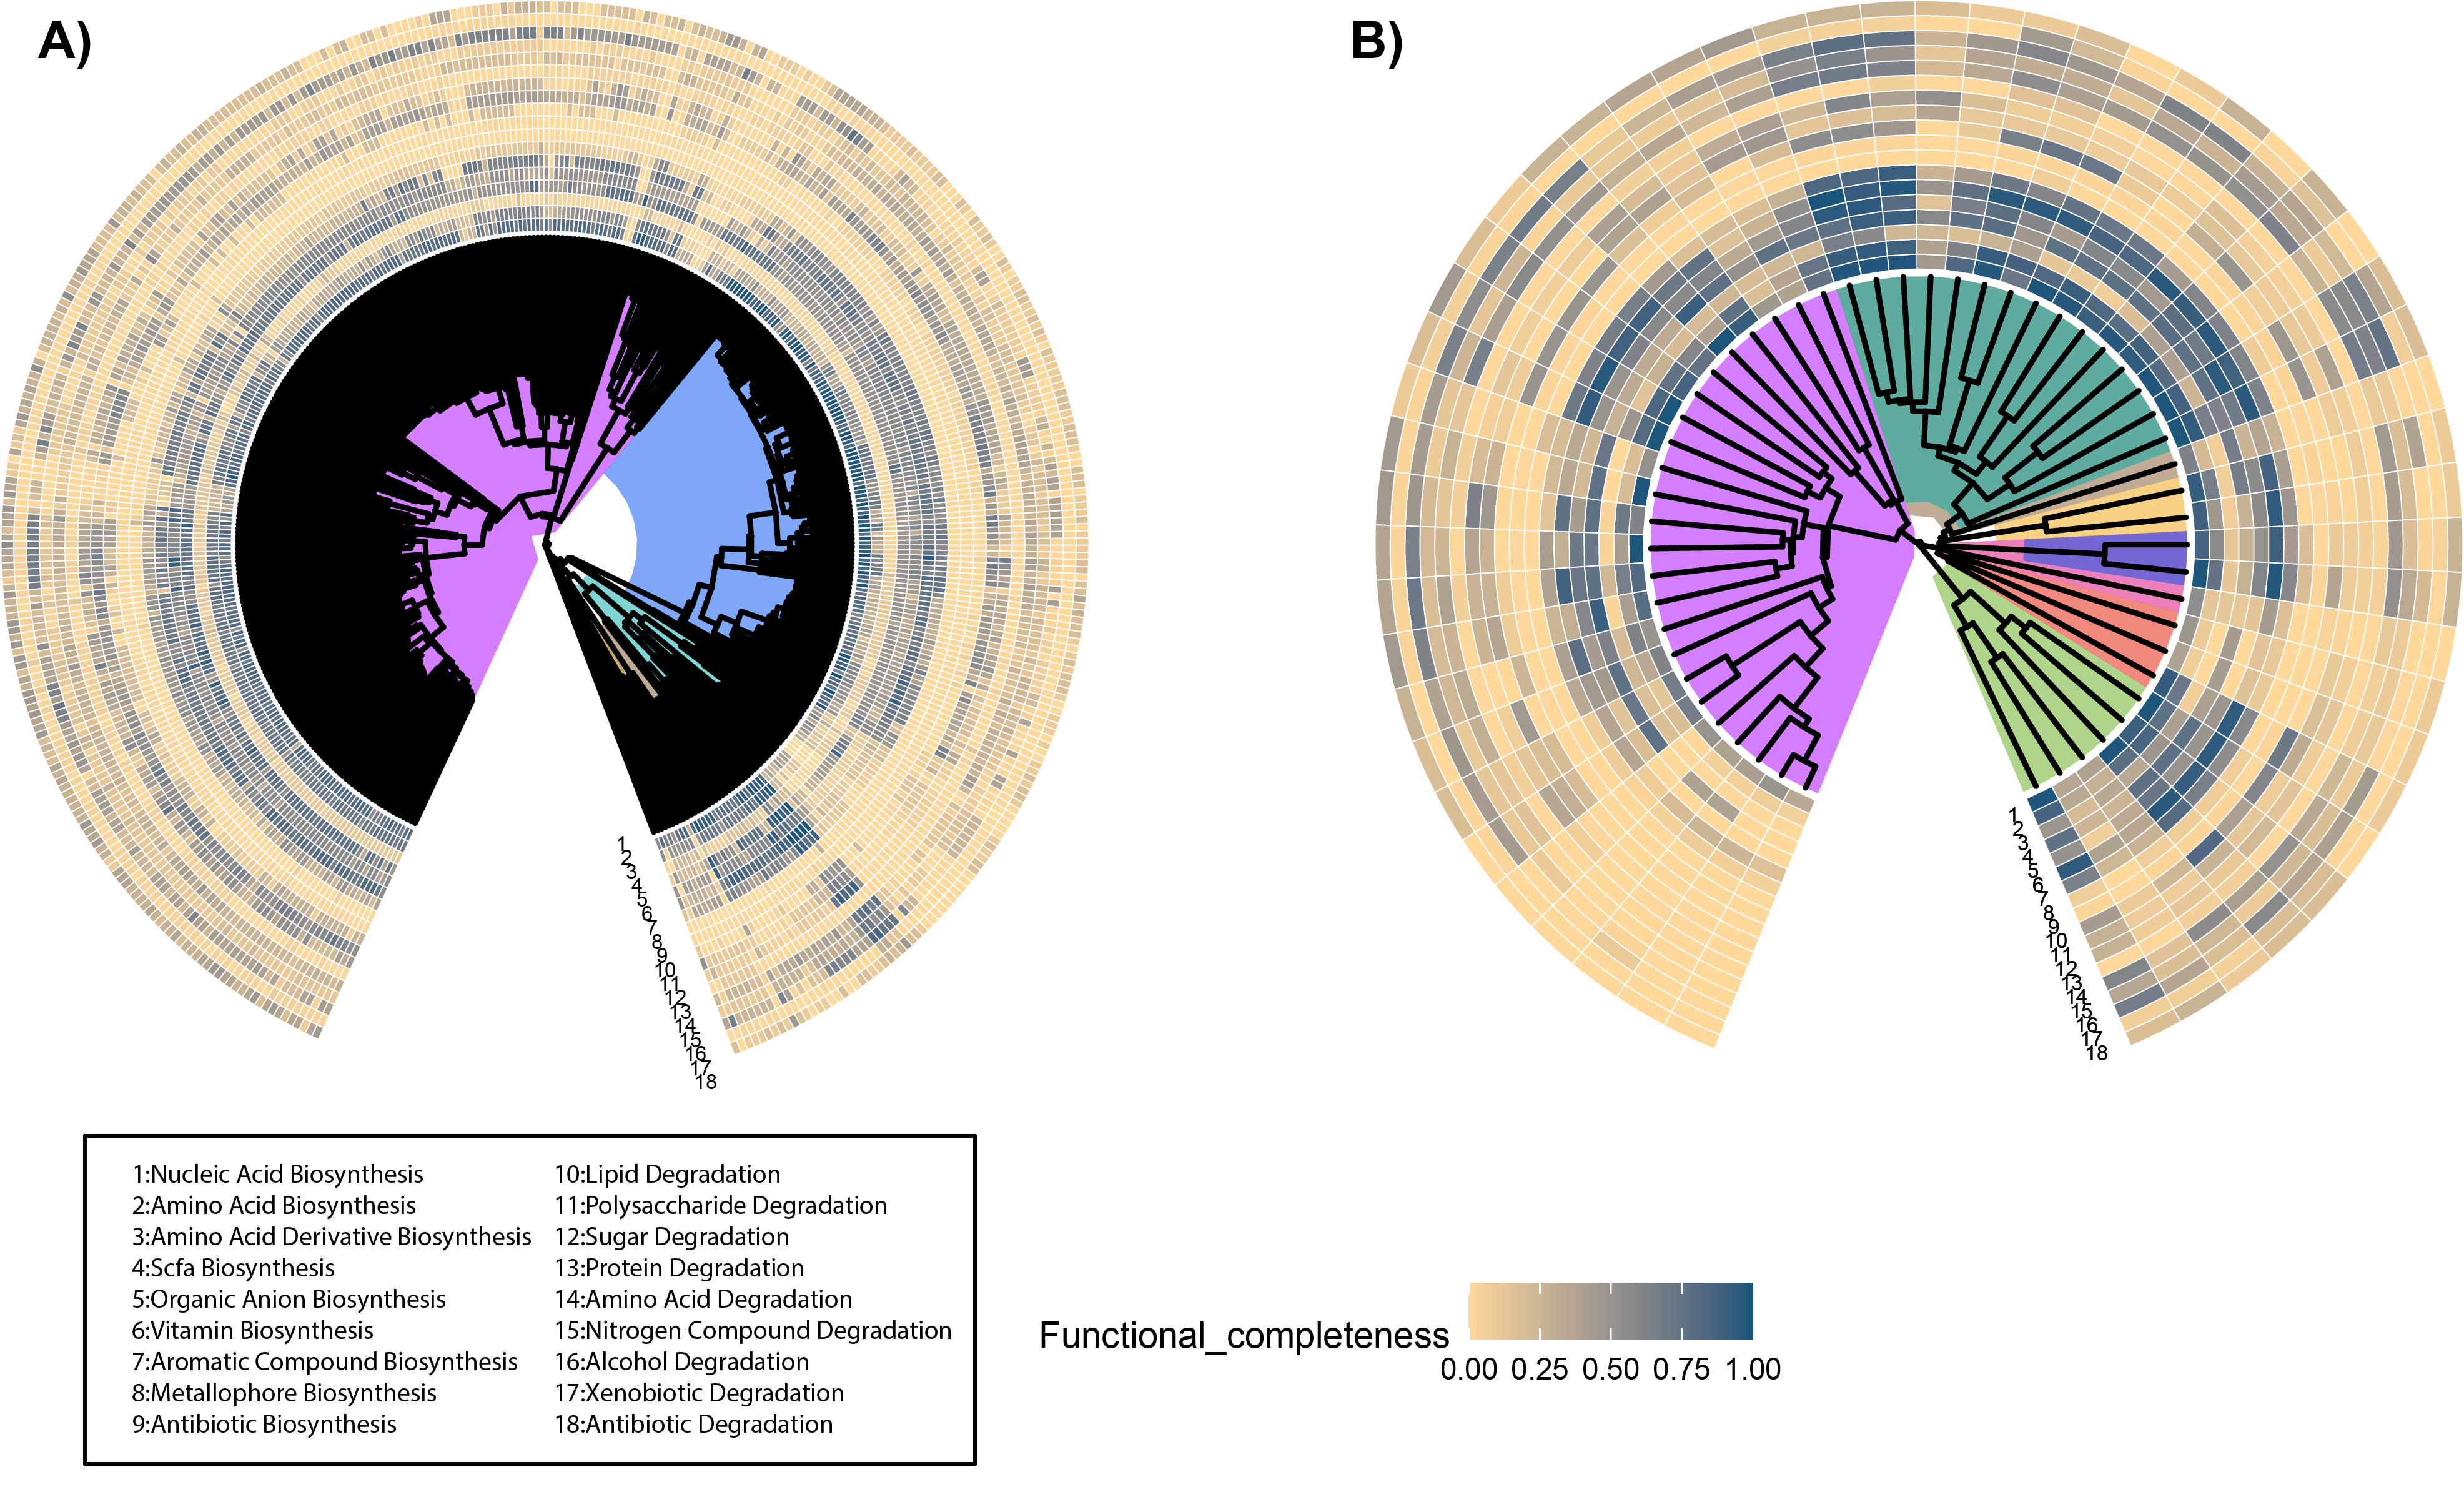 A)
B)
1
2
3
4
5
6
7
8
9
10
11
12
13
14
15
16
17
18
1
2
3
4
5
6
7
8
9
10
11
12
13
14
15
16
17
18
1:Nucleic Acid Biosynthesis
2:Amino Acid Biosynthesis
3:Amino Acid Derivative Biosynthesis
4:Scfa Biosynthesis
5:Organic Anion Biosynthesis
6:Vitamin Biosynthesis
7:Aromatic Compound Biosynthesis
8:Metallophore Biosynthesis
9:Antibiotic Biosynthesis
10:Lipid Degradation
11:Polysaccharide Degradation
12:Sugar Degradation
13:Protein Degradation
14:Amino Acid Degradation
15:Nitrogen Compound Degradation
16:Alcohol Degradation
17:Xenobiotic Degradation
18:Antibiotic Degradation
Functional_completeness
0.00 0.25 0.50 0.75 1.00